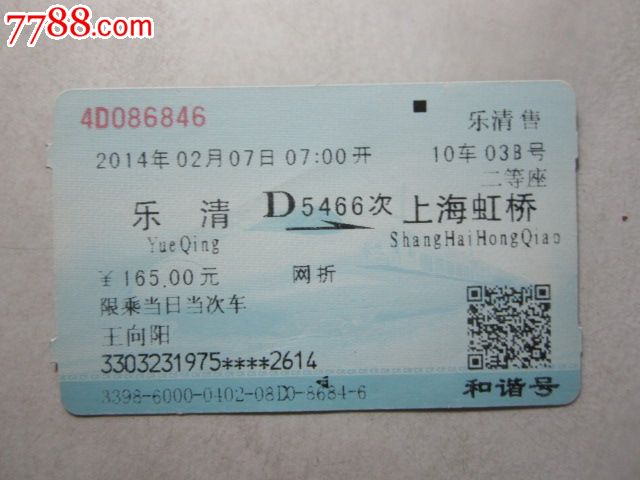 7788.com
4D086846
乐清 售
2014年02月07日07:00开 10车 03B号
二等座
乐 清 D5466次 上海虹桥
YueQing ShangHaiHongQiao
¥165.00元 网折
限乘当日当次车
王向阳
3303231975****2614
3398-6000-0402-08D0-8684-6 和谐号